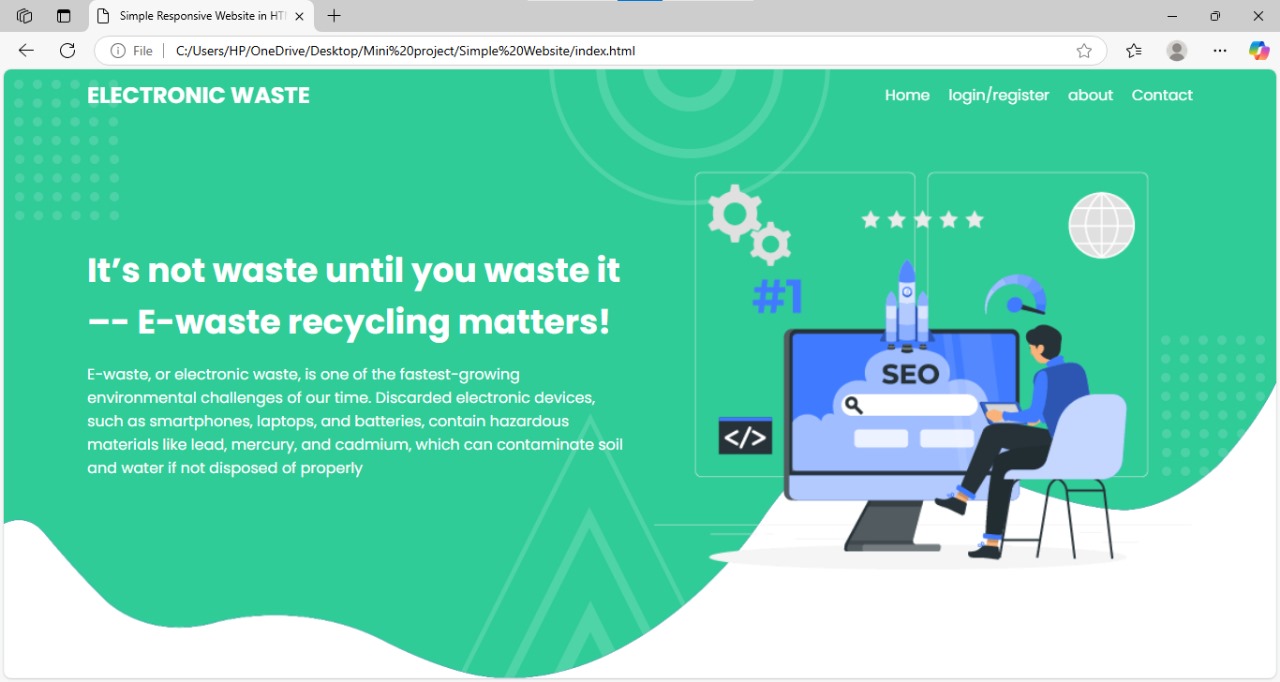 Simple Responsive Website in HT
File
C:/Users/HP/OneDrive/Desktop/Mini%20project/Simple%20Website/index.html
ELECTRONIC WASTE
Home login/register about Contact
It’s not waste until you waste it
–- E-waste recycling matters!
E-waste, or electronic waste, is one of the fastest-growing
environmental challenges of our time. Discarded electronic devices,
such as smartphones, laptops, and batteries, contain hazardous
materials like lead, mercury, and cadmium, which can contaminate soil
and water if not disposed of properly
#1
SEO
</>